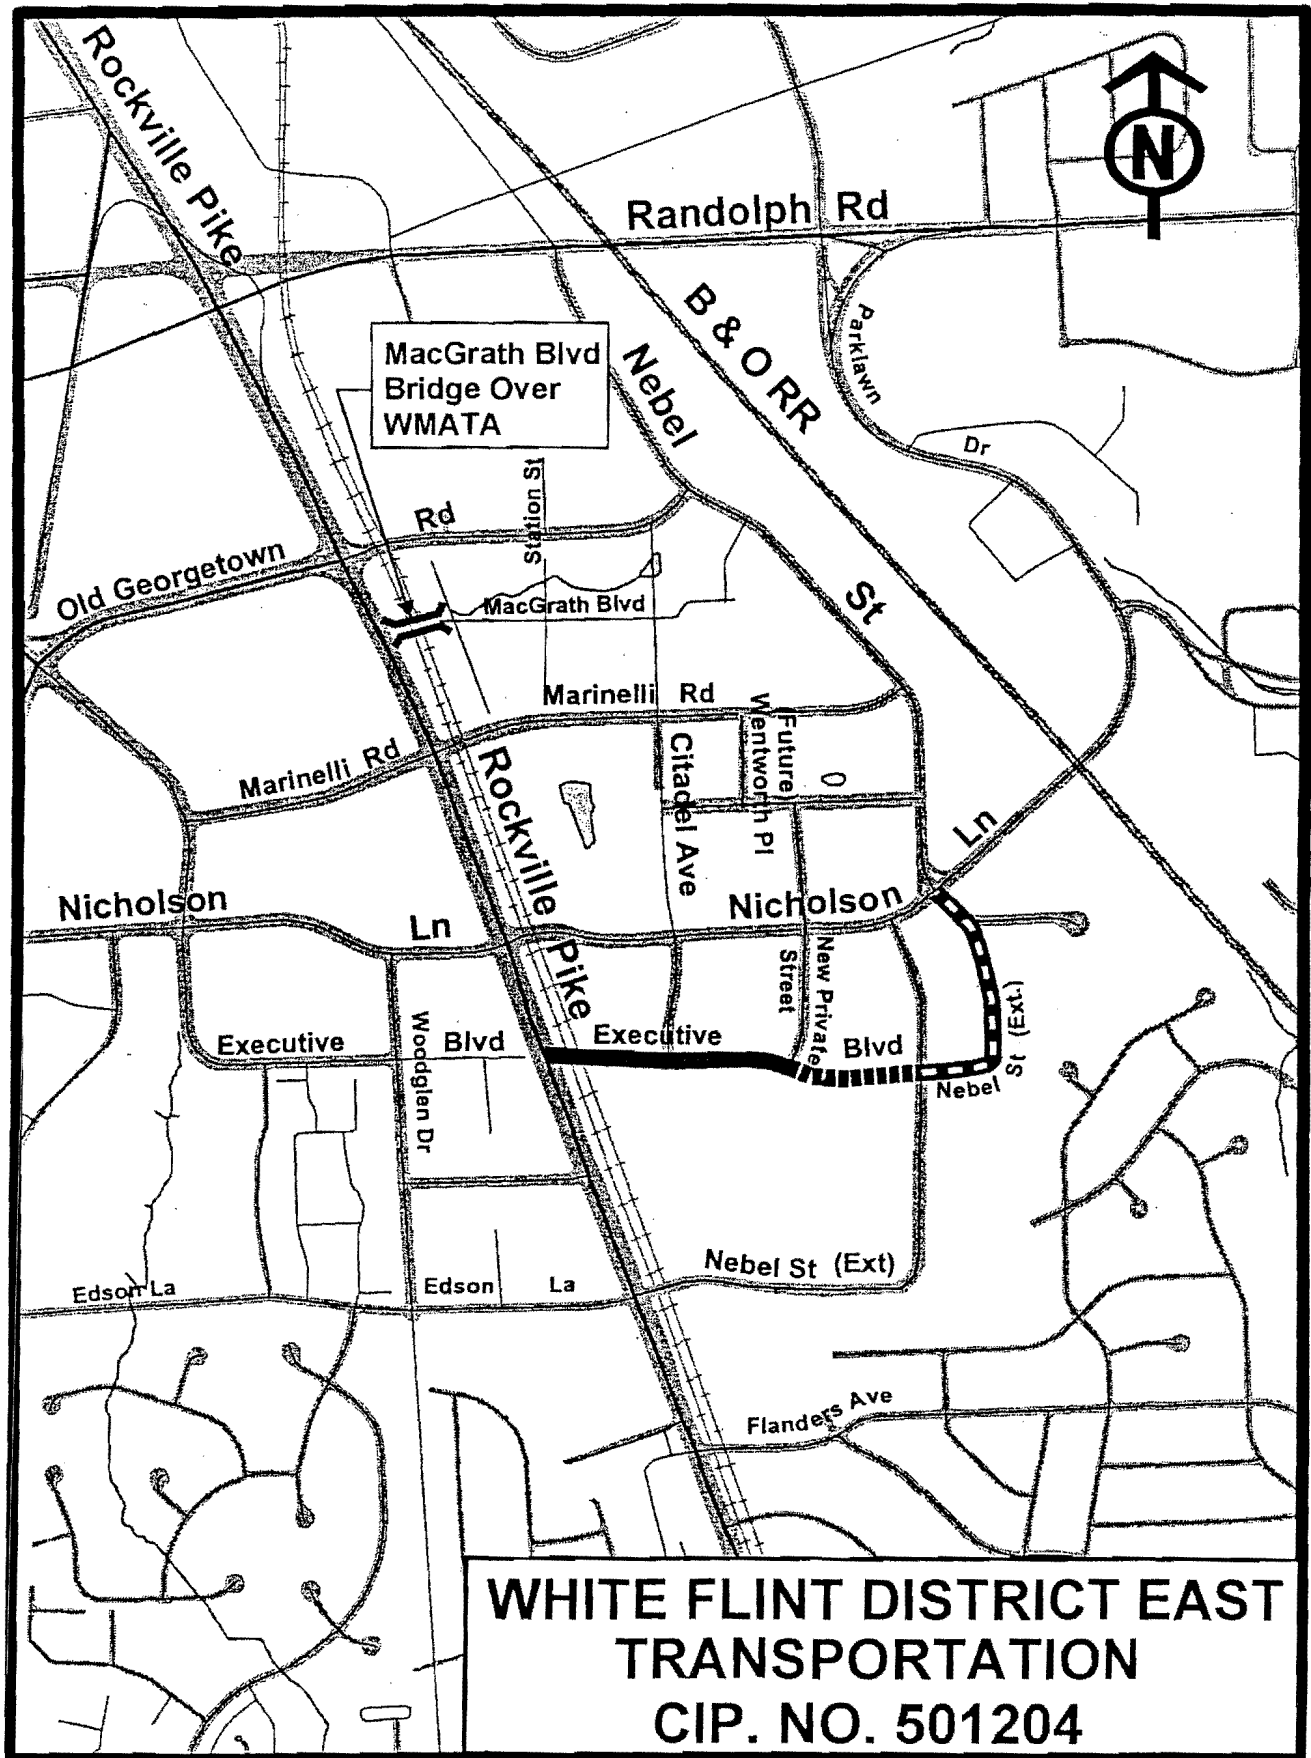 Rockville Pike
N
Randolph Rd
B & O RR
Parklawn
Dr
MacGrath Blvd
Bridge Over
WMATA
Nebel
St
Station St
Rd
Old Georgetown
MacGrath Blvd
Marinelli Rd
Marinelli Rd
(Future)
Wentworth Pl
Citadel Ave
Rockville Pike
Ln
Nicholson
Nicholson
Ln
New Private
Street
St (Ext.)
Nebel
Executive
Blvd
Executive
Blvd
Woodglen Dr
Nebel St (Ext)
Edson La
Edson La
Flanders Ave
WHITE FLINT DISTRICT EAST
TRANSPORTATION
CIP. NO. 501204